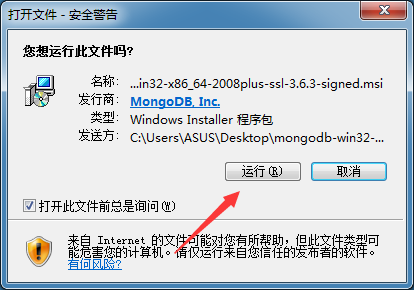 打开文件 - 安全警告
您想运行此文件吗?
名称: ...in32-x86_64-2008plus-ssl-3.6.3-signed.msi
发行商: MongoDB, Inc.
类型: Windows Installer 程序包
发送方: C:\Users\ASUS\Desktop\mongodb-win32-...
运行(R) 取消
打开此文件前总是询问(W)
来自 Internet 的文件可能对您有所帮助，但此文件类型可
能危害您的计算机。请仅运行来自您信任的发布者的软件。
有何风险?